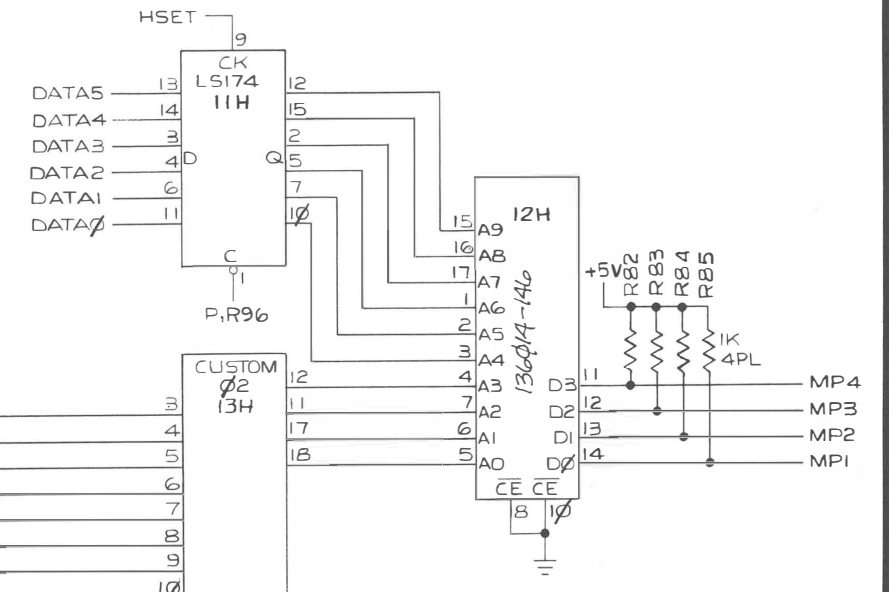 HSET
9
CK
LS174
11H
DATA5 13
DATA4 14
DATA3 3
DATA2 4
DATA1 6
DATAØ 11
D
Q
12
15
2
5
7
1Ø
C
1
P,R96
CUSTOM
Ø2
13H
12
11
17
18
3
4
5
6
7
8
9
1Ø
12H
136Ø14-146
15 A9
16 A8
17 A7
1 A6
2 A5
3 A4
4 A3
7 A2
6 A1
5 A0
D3 11 MP4
D2 12 MP3
D1 13 MP2
DØ 14 MP1
CE CE
8 1Ø
+5V
R82
R83
R84
R85
1K
4PL